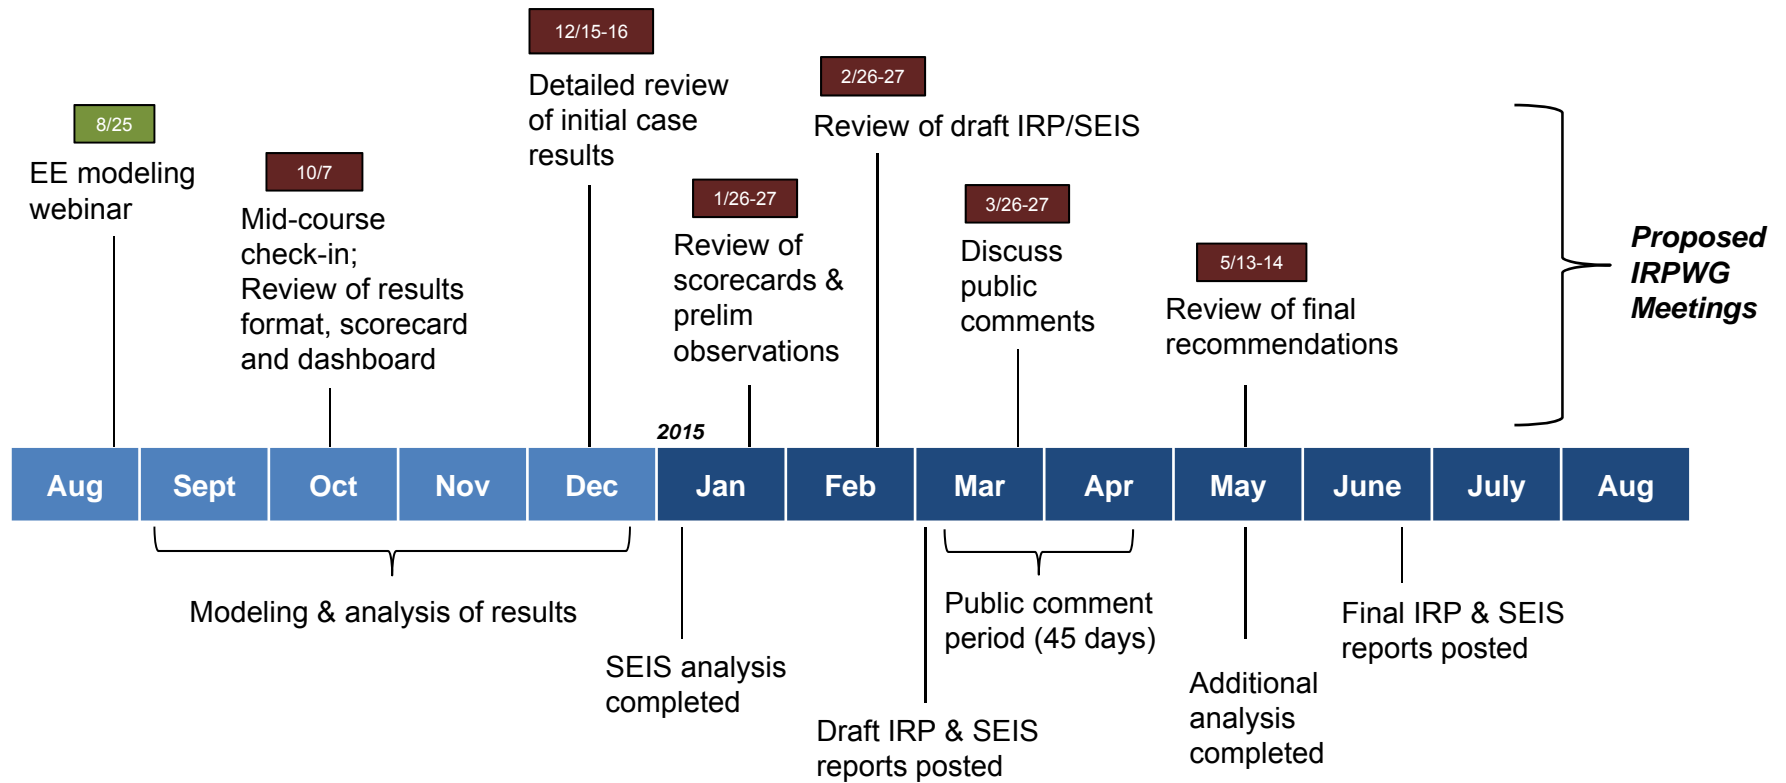 12/15-16
Detailed review
of initial case
results
2/26-27
Review of draft IRP/SEIS
8/25
EE modeling
webinar
10/7
Mid-course
check-in;
Review of results
format, scorecard
and dashboard
1/26-27
Review of
scorecards &
prelim
observations
3/26-27
Discuss
public
comments
5/13-14
Review of final
recommendations
Proposed
IRPWG
Meetings
2015
Aug Sept Oct Nov Dec Jan Feb Mar Apr May June July Aug
Modeling & analysis of results
SEIS analysis
completed
Draft IRP & SEIS
reports posted
Public comment
period (45 days)
Additional
analysis
completed
Final IRP & SEIS
reports posted